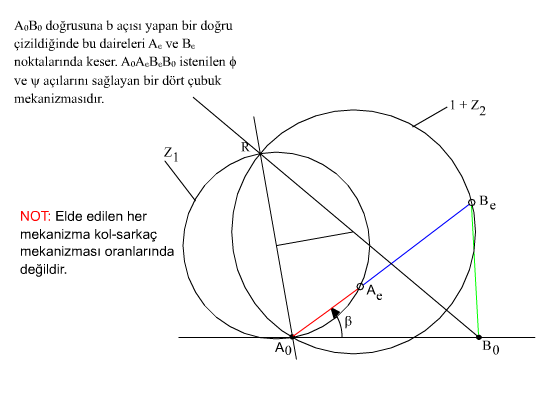 A₀B₀ doğrusuna b açısı yapan bir doğru
çizildiğinde bu daireleri Aₑ ve Bₑ
noktalarında keser. A₀AₑBₑB₀ istenilen ϕ
ve ψ açılarını sağlayan bir dört çubuk
mekanizmasıdır.
1 + Z₂
R
Z₁
Bₑ
NOT: Elde edilen her
mekanizma kol-sarkaç
mekanizması oranlarında
değildir.
Aₑ
β
A₀
B₀